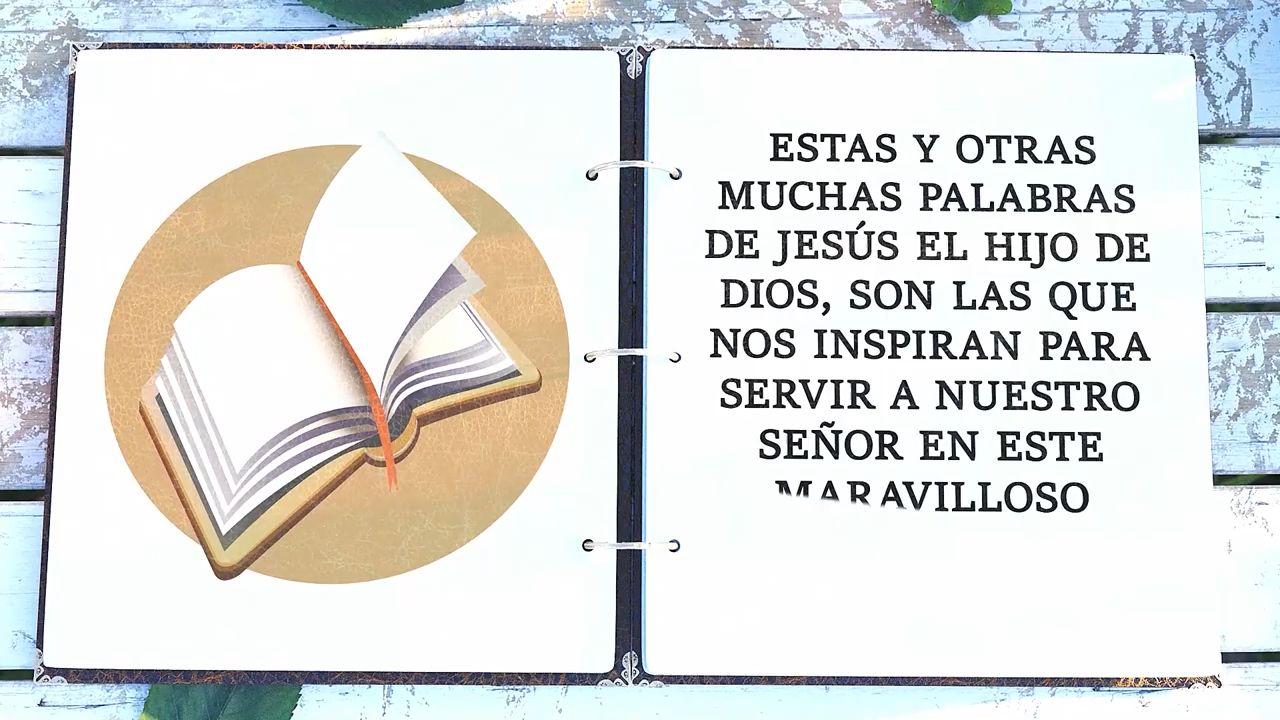 ESTAS Y OTRAS
MUCHAS PALABRAS
DE JESÚS EL HIJO DE
DIOS, SON LAS QUE
NOS INSPIRAN PARA
SERVIR A NUESTRO
SEÑOR EN ESTE
MARAVILLOSO